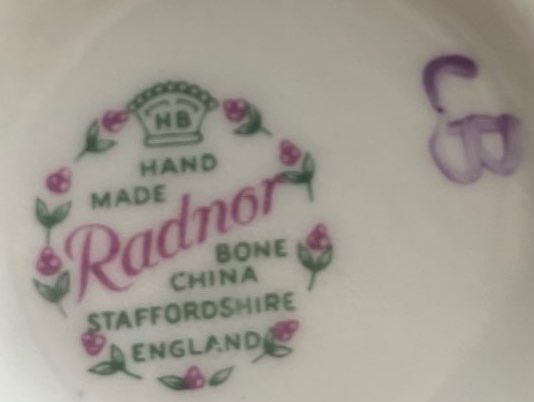 HB
HAND
MADE
Radnor
BONE
CHINA
STAFFORDSHIRE
ENGLAND